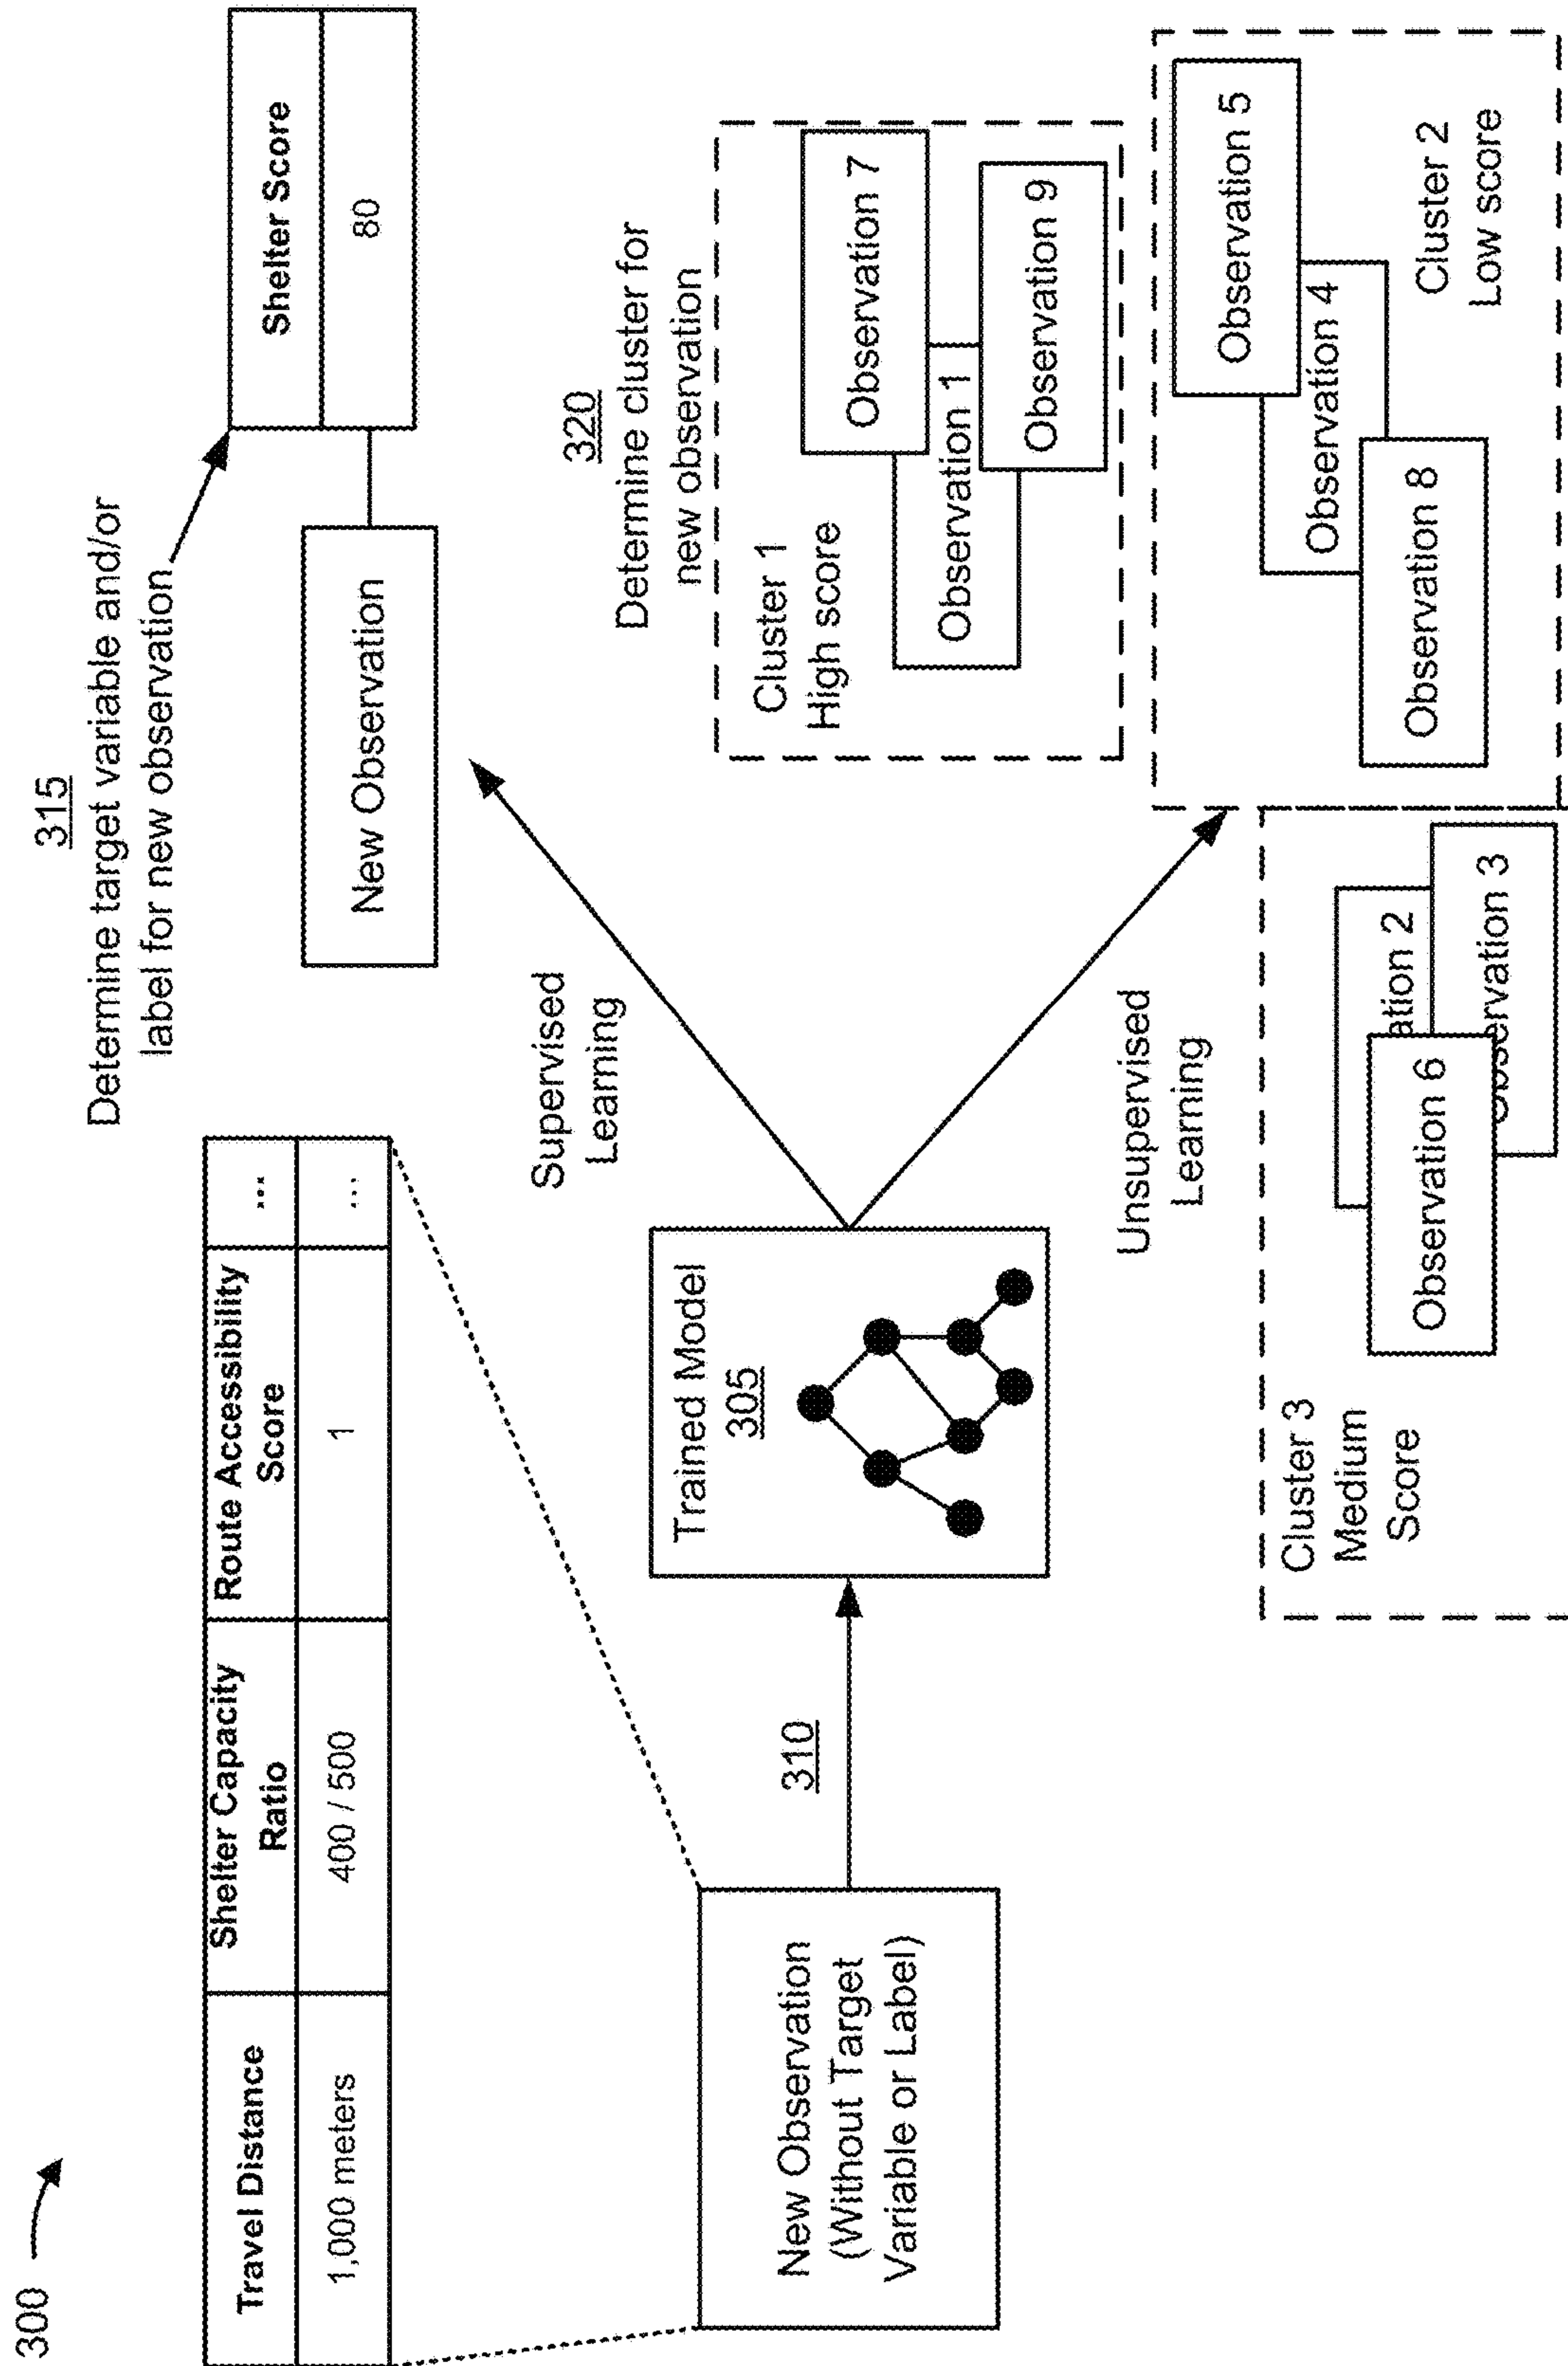 300
Travel Distance
Shelter Capacity
Ratio
Route Accessibility
Score
...
1,000 meters
400 / 500
1
...
315
Determine target variable and/or
label for new observation
New Observation
Shelter Score
80
New Observation
(Without Target
Variable or Label)
310
Trained Model
305
Supervised
Learning
Unsupervised
Learning
320
Determine cluster for
new observation
Cluster 1
High score
Observation 7
Observation 1
Observation 9
Observation 5
Observation 4
Observation 8
Cluster 2
Low score
Cluster 3
Medium
Score
ation 2
Observation 6
servation 3